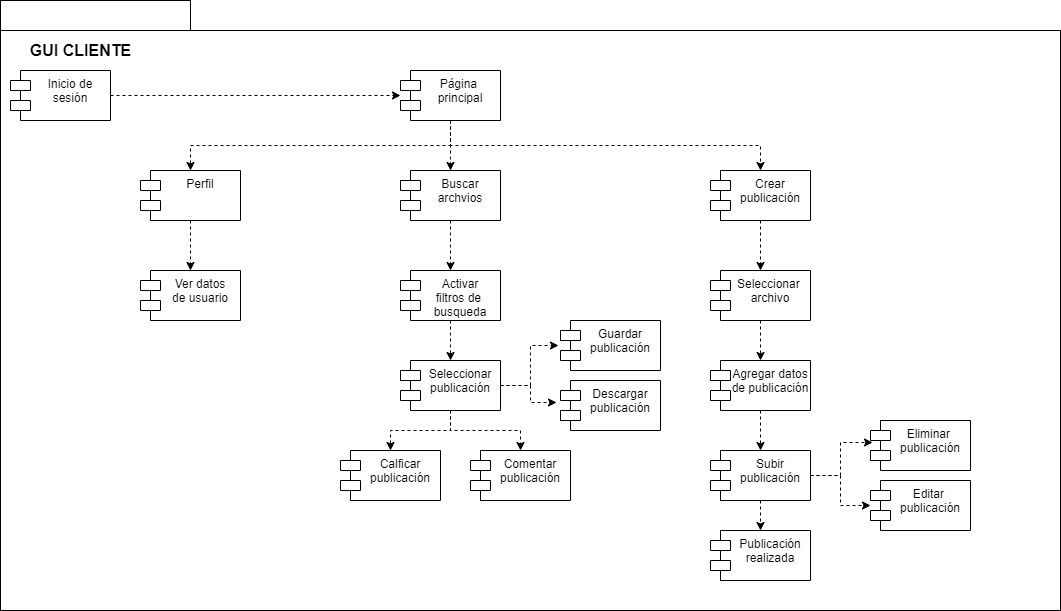 GUI CLIENTE
Inicio de
sesión
Página
principal
Perfil
Buscar
archvios
Crear
publicación
Ver datos
de usuario
Activar
filtros de
busqueda
Seleccionar
archivo
Guardar
publicación
Seleccionar
publicación
Descargar
publicación
Agregar datos
de publicación
Calficar
publicación
Comentar
publicación
Subir
publicación
Eliminar
publicación
Editar
publicación
Publicación
realizada